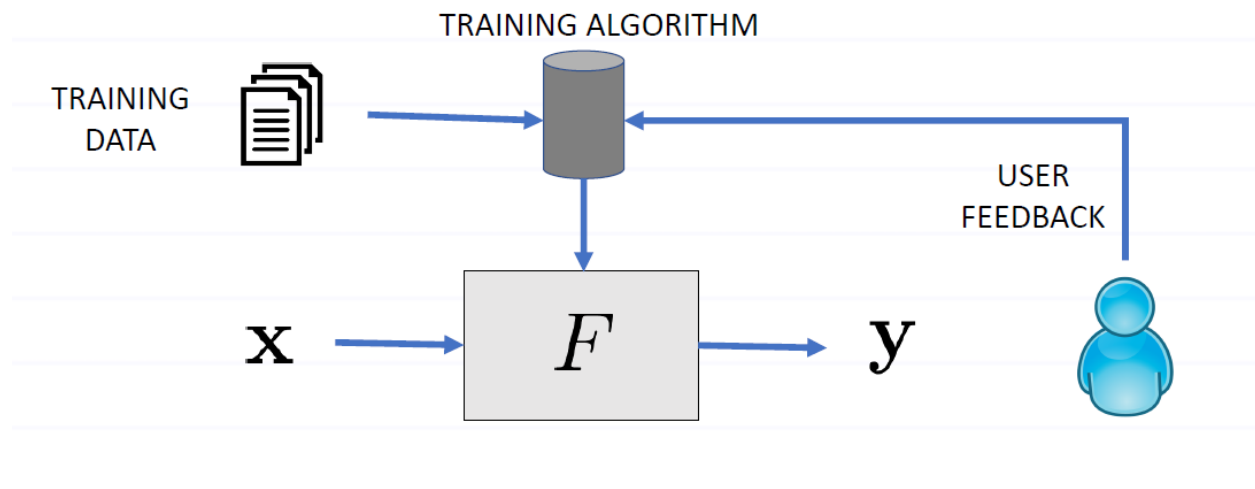 TRAINING ALGORITHM
TRAINING
DATA
USER
FEEDBACK
x
F
y